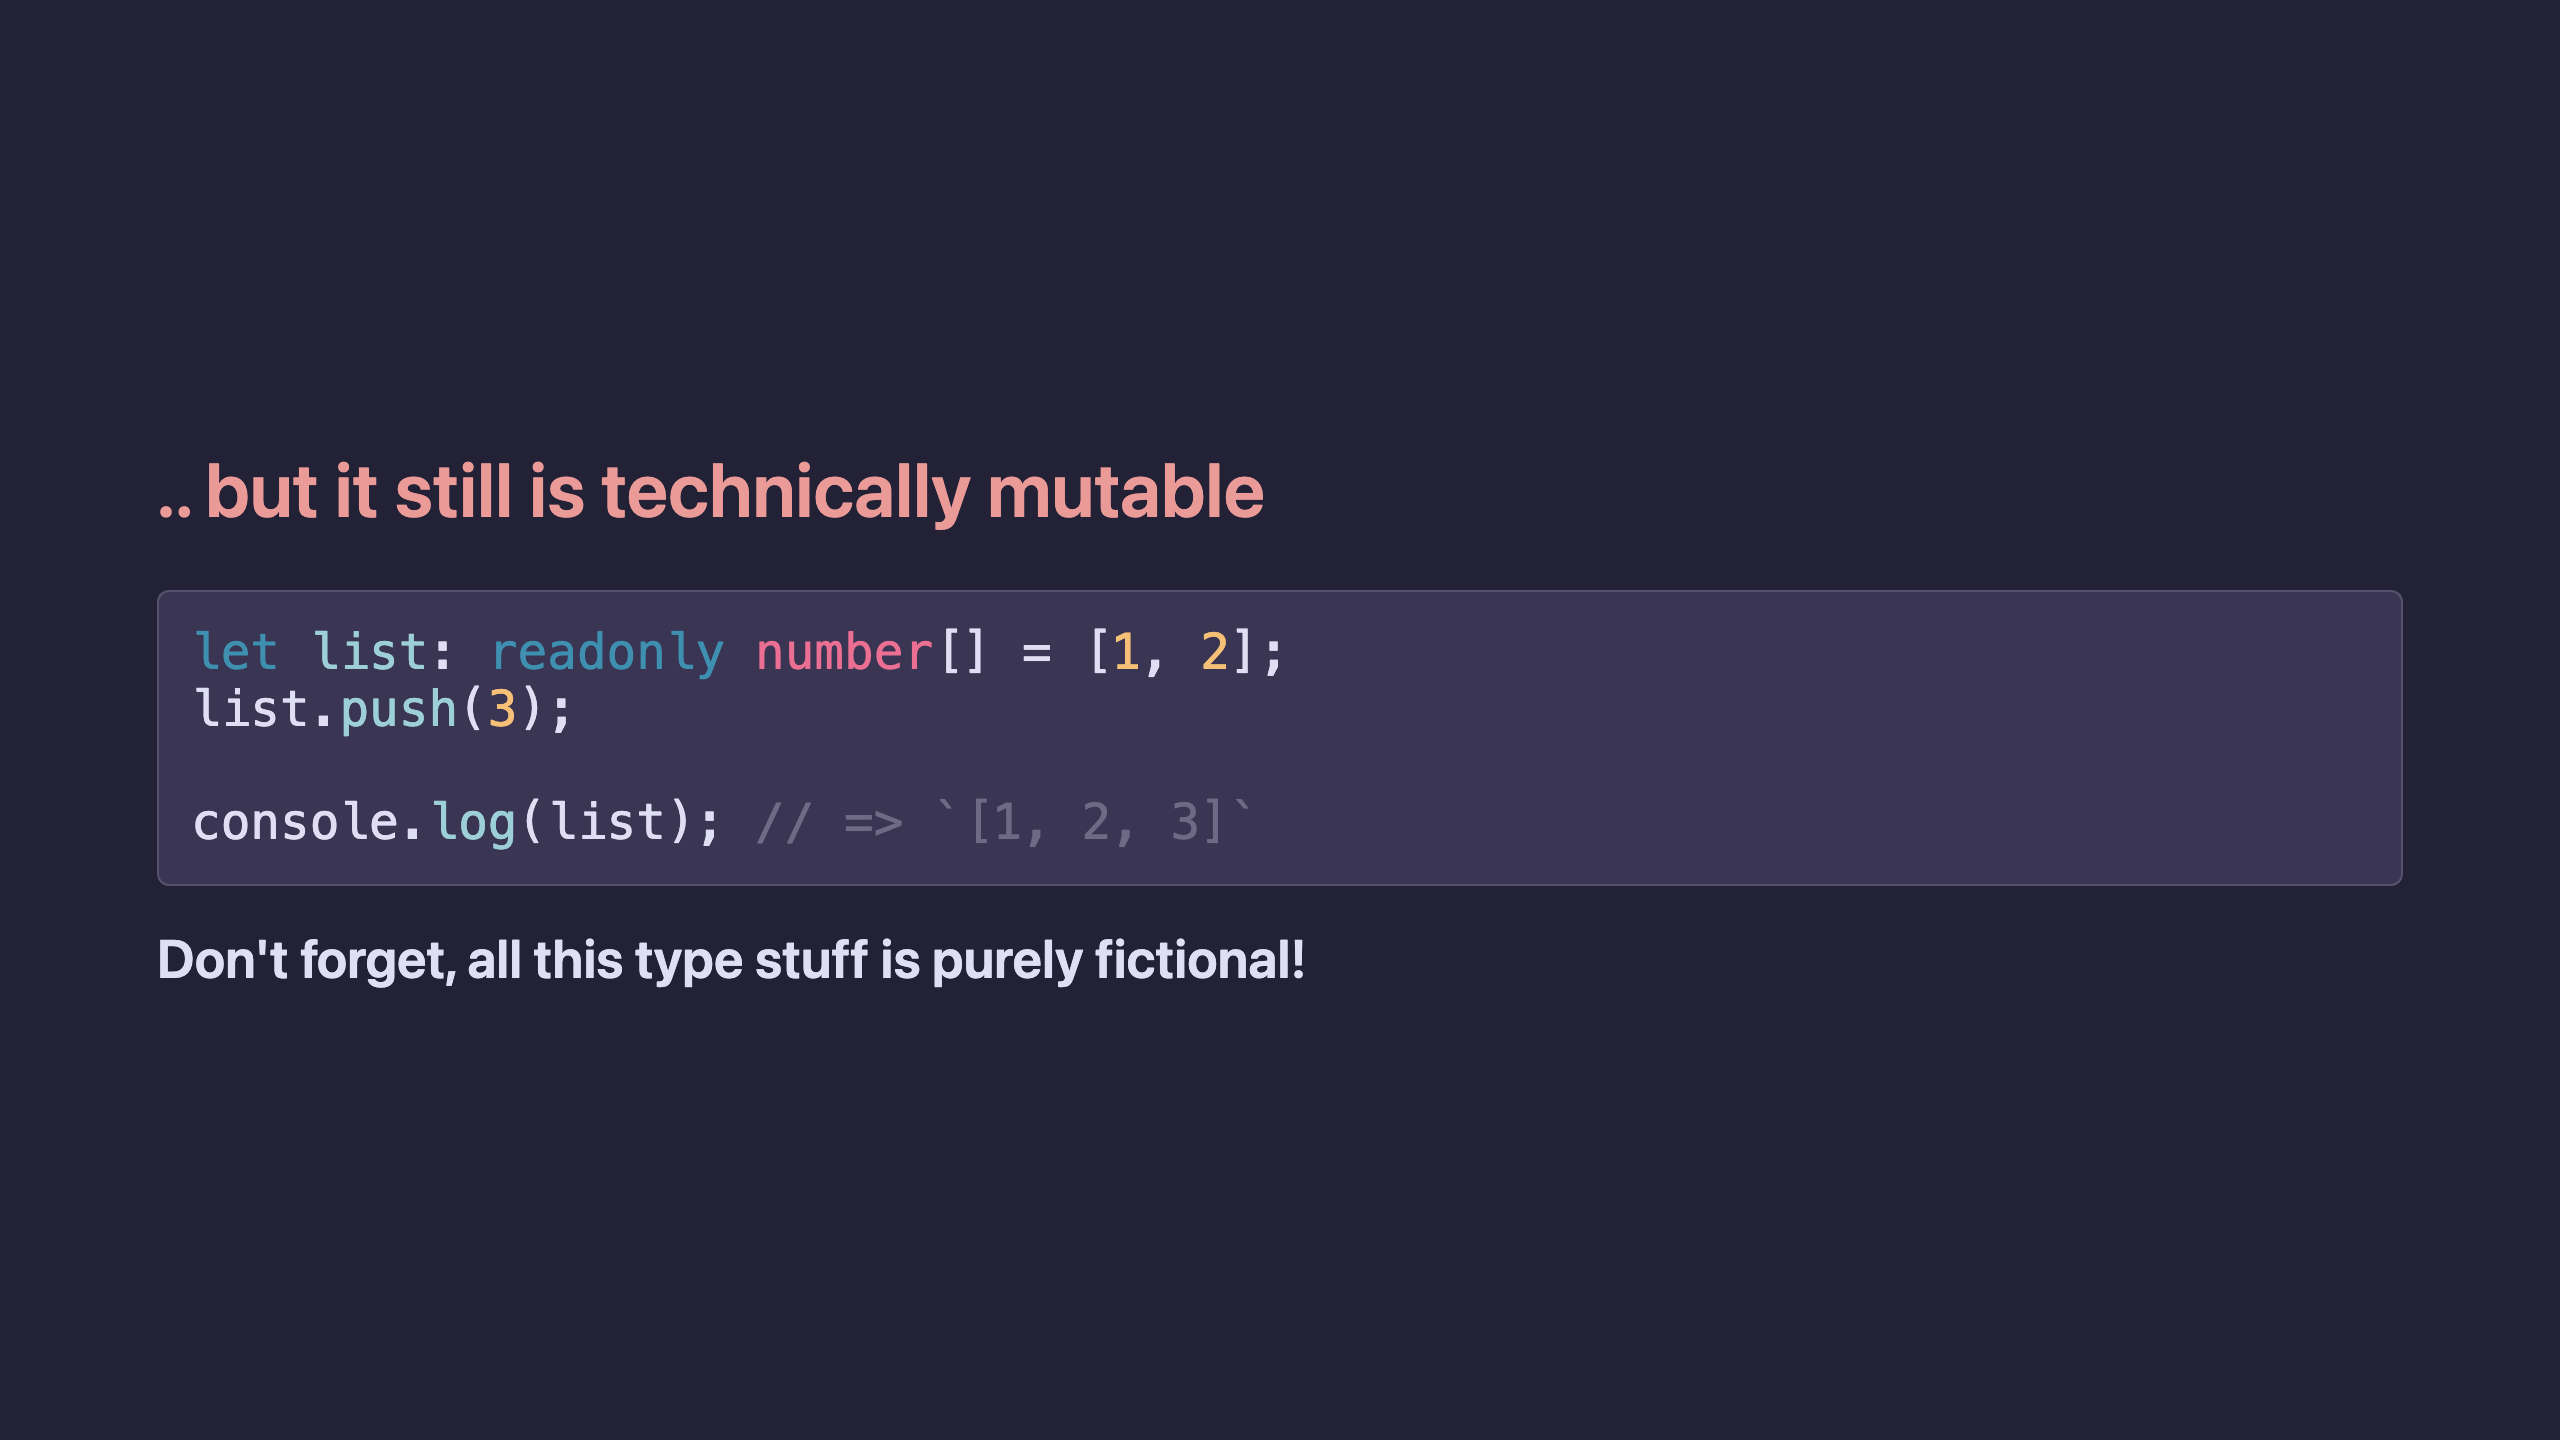 .. but it still is technically mutable
let list: readonly number[] = [1, 2];
list.push(3);
console.log(list); // => `[1, 2, 3]`
Don't forget, all this type stuff is purely fictional!